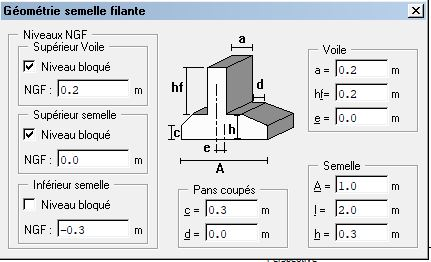 Géométrie semelle filante
Niveaux NGF
Supérieur Voile
Niveau bloqué
NGF : 0.2 m
Supérieur semelle
Niveau bloqué
NGF : 0.0 m
Inférieur semelle
Niveau bloqué
NGF : -0.3 m
a
hf
d
c
h
e
A
Pans coupés
c = 0.3 m
d = 0.0 m
Voile
a = 0.2 m
hf= 0.2 m
e = 0.0 m
Semelle
A = 1.0 m
l = 2.0 m
h = 0.3 m